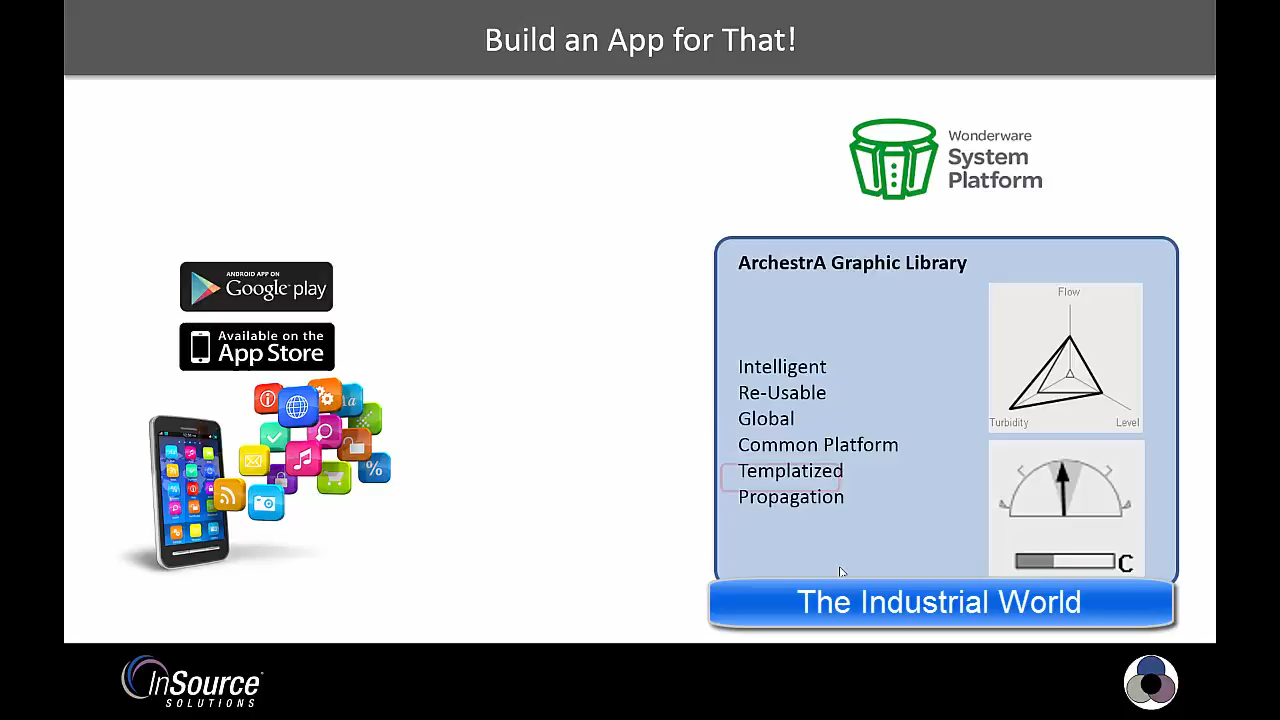 Build an App for That!
Wonderware
System
Platform
ANDROID APP ON
Google play
Available on the
App Store
Aa
%
ArchestrA Graphic Library
Intelligent
Re-Usable
Global
Common Platform
Templatized
Propagation
Flow
Turbidity
Level
C
The Industrial World
InSource
SOLUTIONS